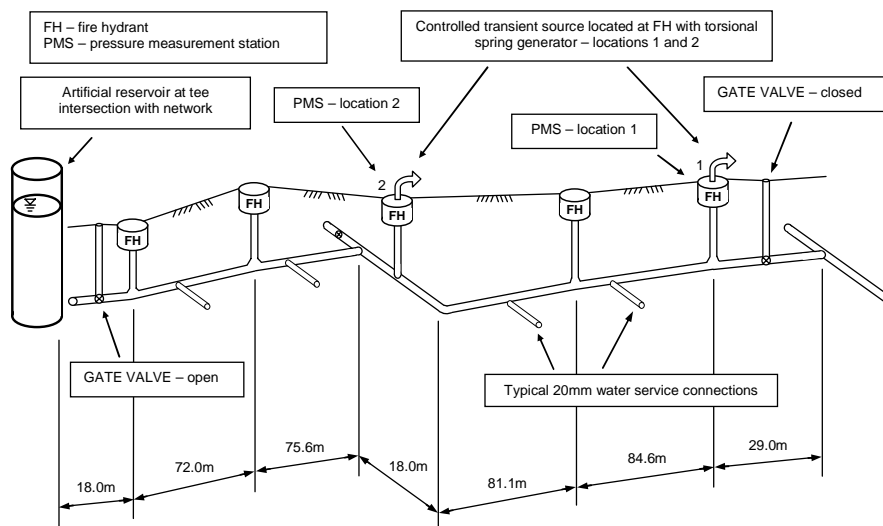 FH – fire hydrant
PMS – pressure measurement station
Controlled transient source located at FH with torsional
spring generator – locations 1 and 2
Artificial reservoir at tee
intersection with network
PMS – location 2
PMS – location 1
GATE VALVE – closed
2
1
FH
FH
FH
FH
FH
GATE VALVE – open
Typical 20mm water service connections
18.0m
72.0m
75.6m
18.0m
81.1m
84.6m
29.0m